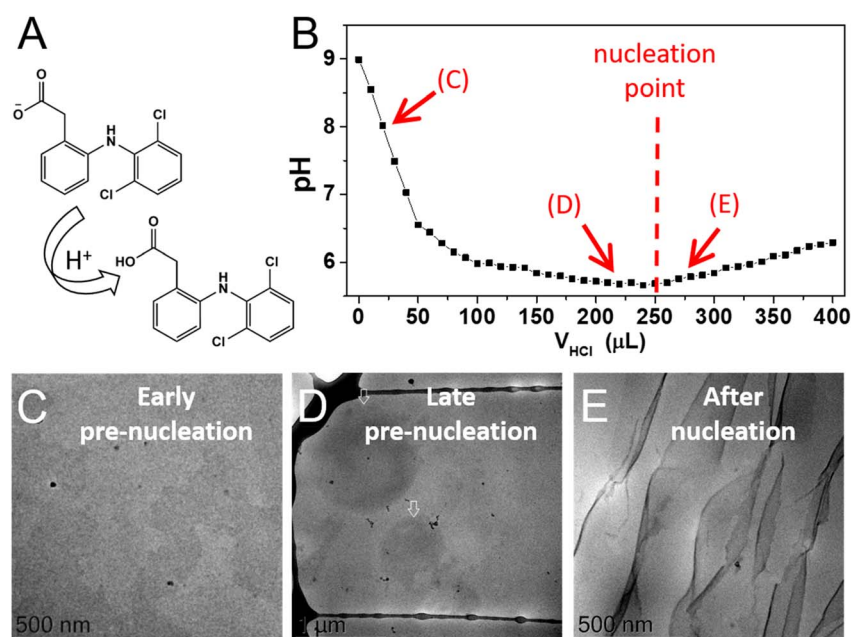 A
O
⁻O
H
N
Cl
Cl
H⁺
O
HO
H
N
Cl
Cl
B
9
8
7
6
pH
nucleation
point
(C)
(D)
(E)
0 50 100 150 200 250 300 350 400
V_HCl (μL)
C
Early
pre-nucleation
500 nm
D
Late
pre-nucleation
1 μm
E
After
nucleation
500 nm